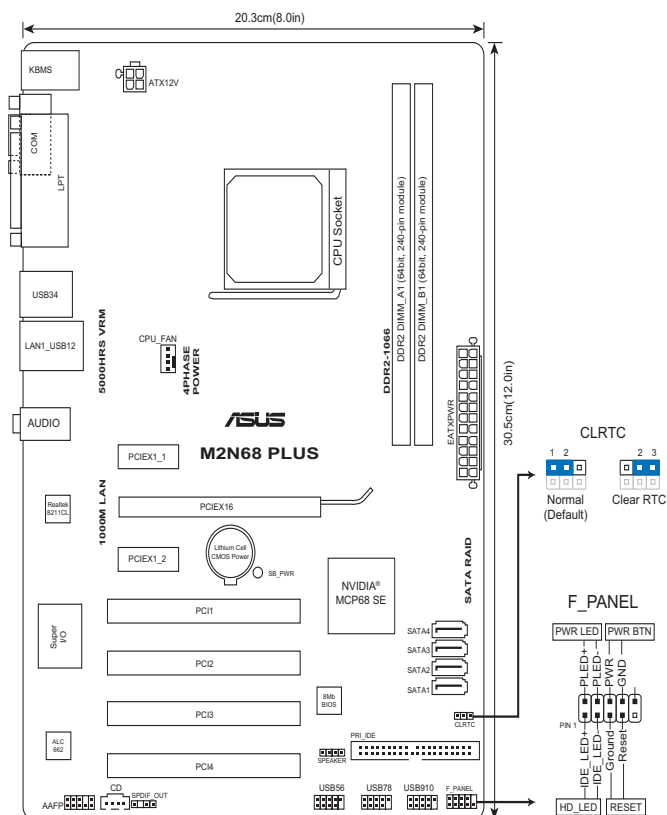 20.3cm(8.0in)
KBMS
ATX12V
COM
LPT
CPU Socket
DDR2 DIMM_A1 (64bit, 240-pin module)
DDR2 DIMM_B1 (64bit, 240-pin module)
USB34
LAN1_USB12
5000HRS VRM
CPU_FAN
4PHASE
POWER
DDR2-1066
EATXPWR
30.5cm(12.0in)
AUDIO
ASUS
M2N68 PLUS
PCIEX1_1
CLRTC
1 2
2 3
Normal
(Default)
Clear RTC
Realtek
8211CL
1000M LAN
PCIEX16
PCIEX1_2
Lithium Cell
CMOS Power
SB_PWR
NVIDIA®
MCP68 SE
SATA RAID
Super
I/O
PCI1
PCI2
PCI3
PCI4
SATA4
SATA3
SATA2
SATA1
8Mb
BIOS
CLRTC
F_PANEL
PWR LED
PWR BTN
PLED+
PLED-
PWR
GND
PIN 1
IDE_LED+
IDE_LED-
Ground
Reset
HD_LED
RESET
ALC
662
SPEAKER
PRI_IDE
AAFP
CD
SPDIF_OUT
USB56
USB78
USB910
F_PANEL